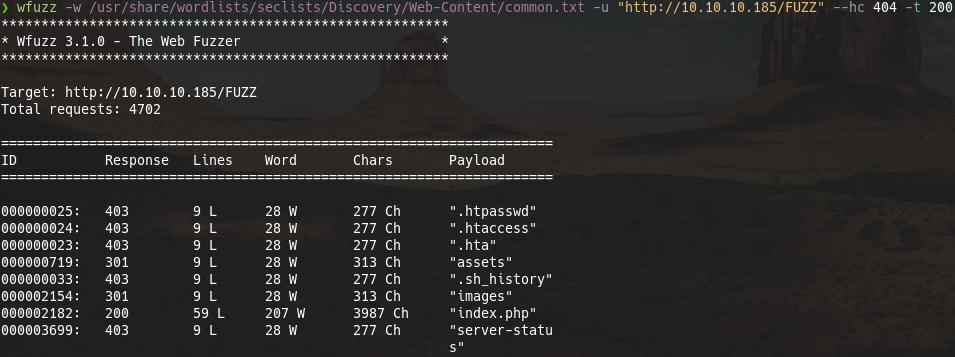 ❯ wfuzz -w /usr/share/wordlists/seclists/Discovery/Web-Content/common.txt -u "http://10.10.10.185/FUZZ" --hc 404 -t 200
********************************************************
* Wfuzz 3.1.0 - The Web Fuzzer                         *
********************************************************
Target: http://10.10.10.185/FUZZ
Total requests: 4702
=====================================================================
ID           Response   Lines    Word       Chars       Payload
=====================================================================
000000025:   403        9 L      28 W       277 Ch      ".htpasswd"
000000024:   403        9 L      28 W       277 Ch      ".htaccess"
000000023:   403        9 L      28 W       277 Ch      ".hta"
000000719:   301        9 L      28 W       313 Ch      "assets"
000000033:   403        9 L      28 W       277 Ch      ".sh_history"
000002154:   301        9 L      28 W       313 Ch      "images"
000002182:   200        59 L     207 W      3987 Ch     "index.php"
000003699:   403        9 L      28 W       277 Ch      "server-statu
                                                        s"